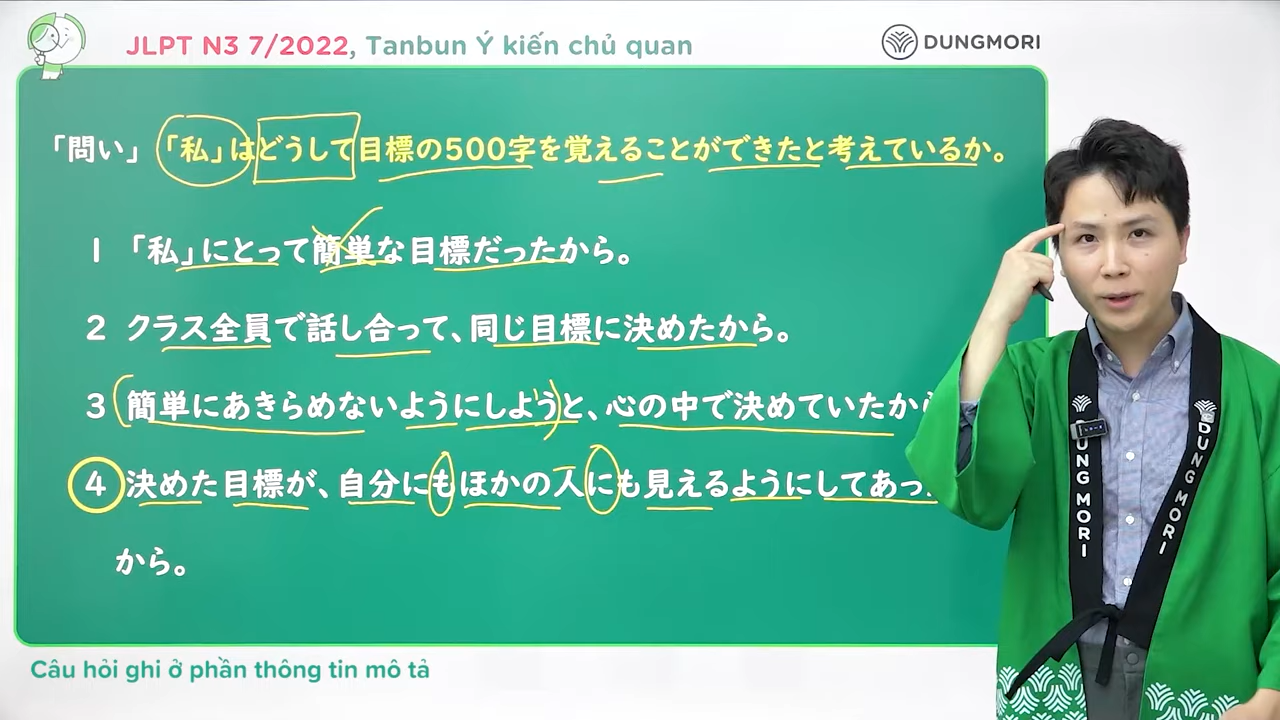 JLPT N3 7/2022, Tanbun Ý kiến chủ quan
DUNGMORI
「問い」「私」はどうして目標の500字を覚えることができたと考えているか。
1 「私」にとって簡単な目標だったから。
2 クラス全員で話し合って、同じ目標に決めたから。
3 簡単にあきらめないようにしようと、心の中で決めていたから
4 決めた目標が、自分にもほかの人にも見えるようにしてあっ
から。
Câu hỏi ghi ở phần thông tin mô tả
DUNG MORI
DUNG MORI